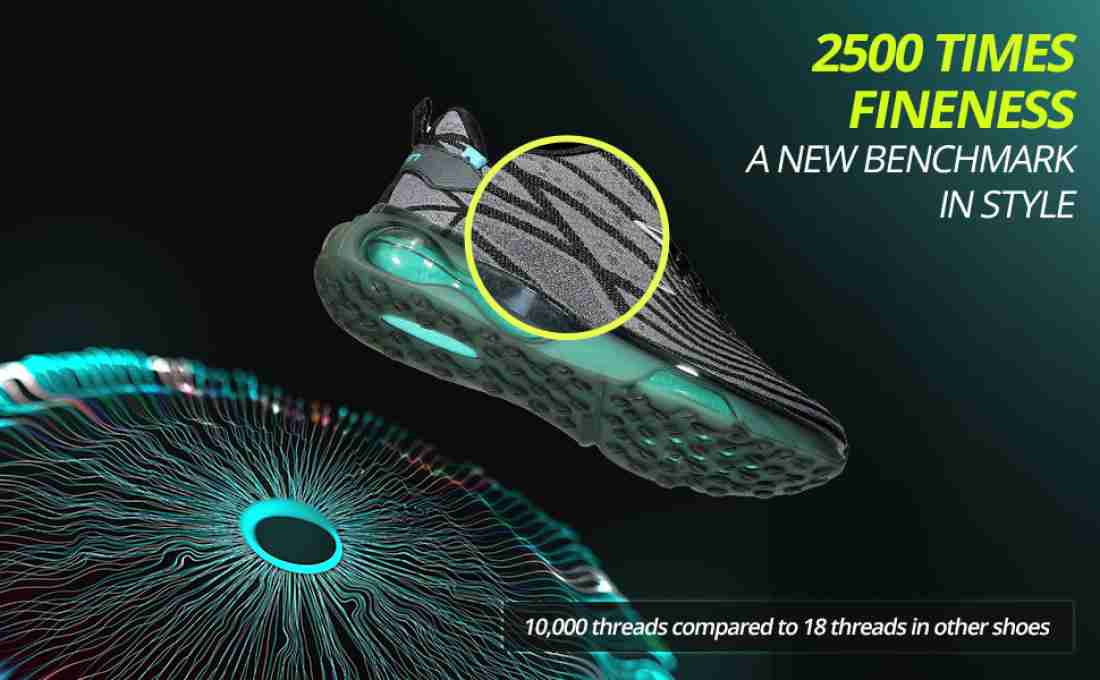 2500 TIMES
FINENESS
A NEW BENCHMARK
IN STYLE
10,000 threads compared to 18 threads in other shoes